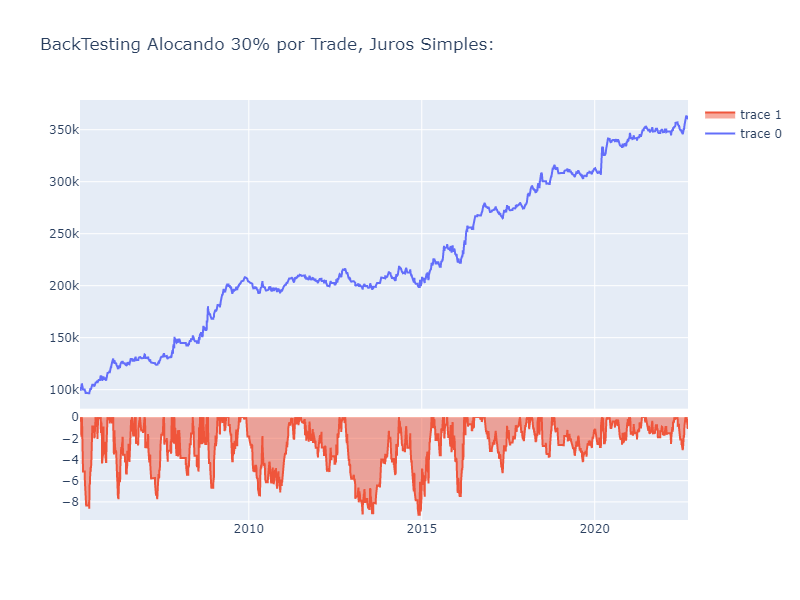 BackTesting Alocando 30% por Trade, Juros Simples:
trace 1
trace 0
350k
300k
250k
200k
150k
100k
0
−2
−4
−6
−8
2010
2015
2020